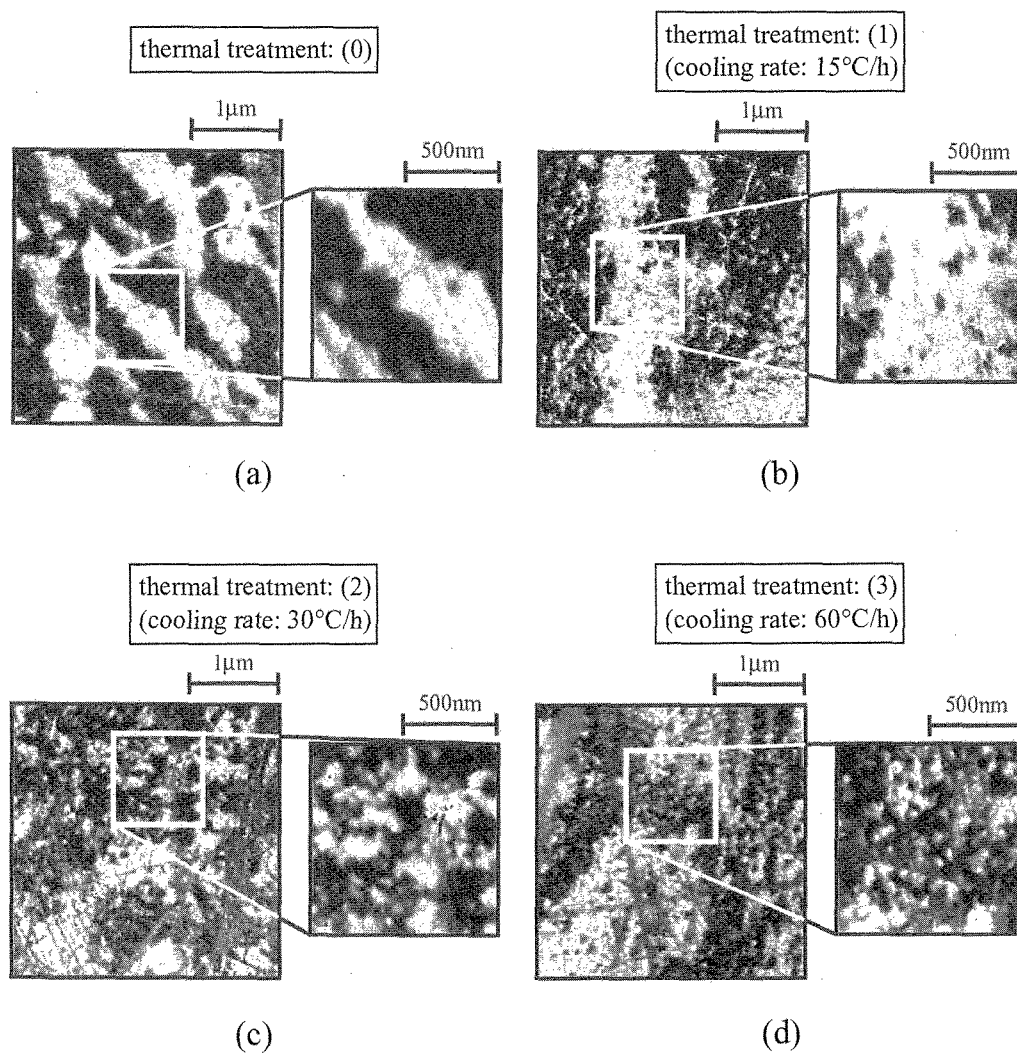 thermal treatment: (0)
1μm
500nm
(a)
thermal treatment: (1)
(cooling rate: 15°C/h)
1μm
500nm
(b)
thermal treatment: (2)
(cooling rate: 30°C/h)
1μm
500nm
(c)
thermal treatment: (3)
(cooling rate: 60°C/h)
1μm
500nm
(d)